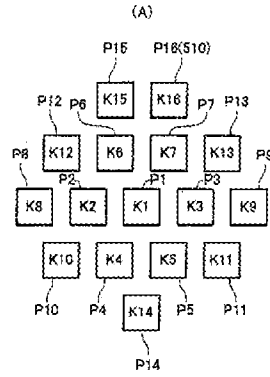 (A)
P15 P16(510)
P12 P6 P7 P13
K15 K16
K12 K6 K7 K13
P8 P2 P1 P3 P9
K8 K2 K1 K3 K9
K10 K4 K5 K11
K14
P10 P4 P5 P11
P14